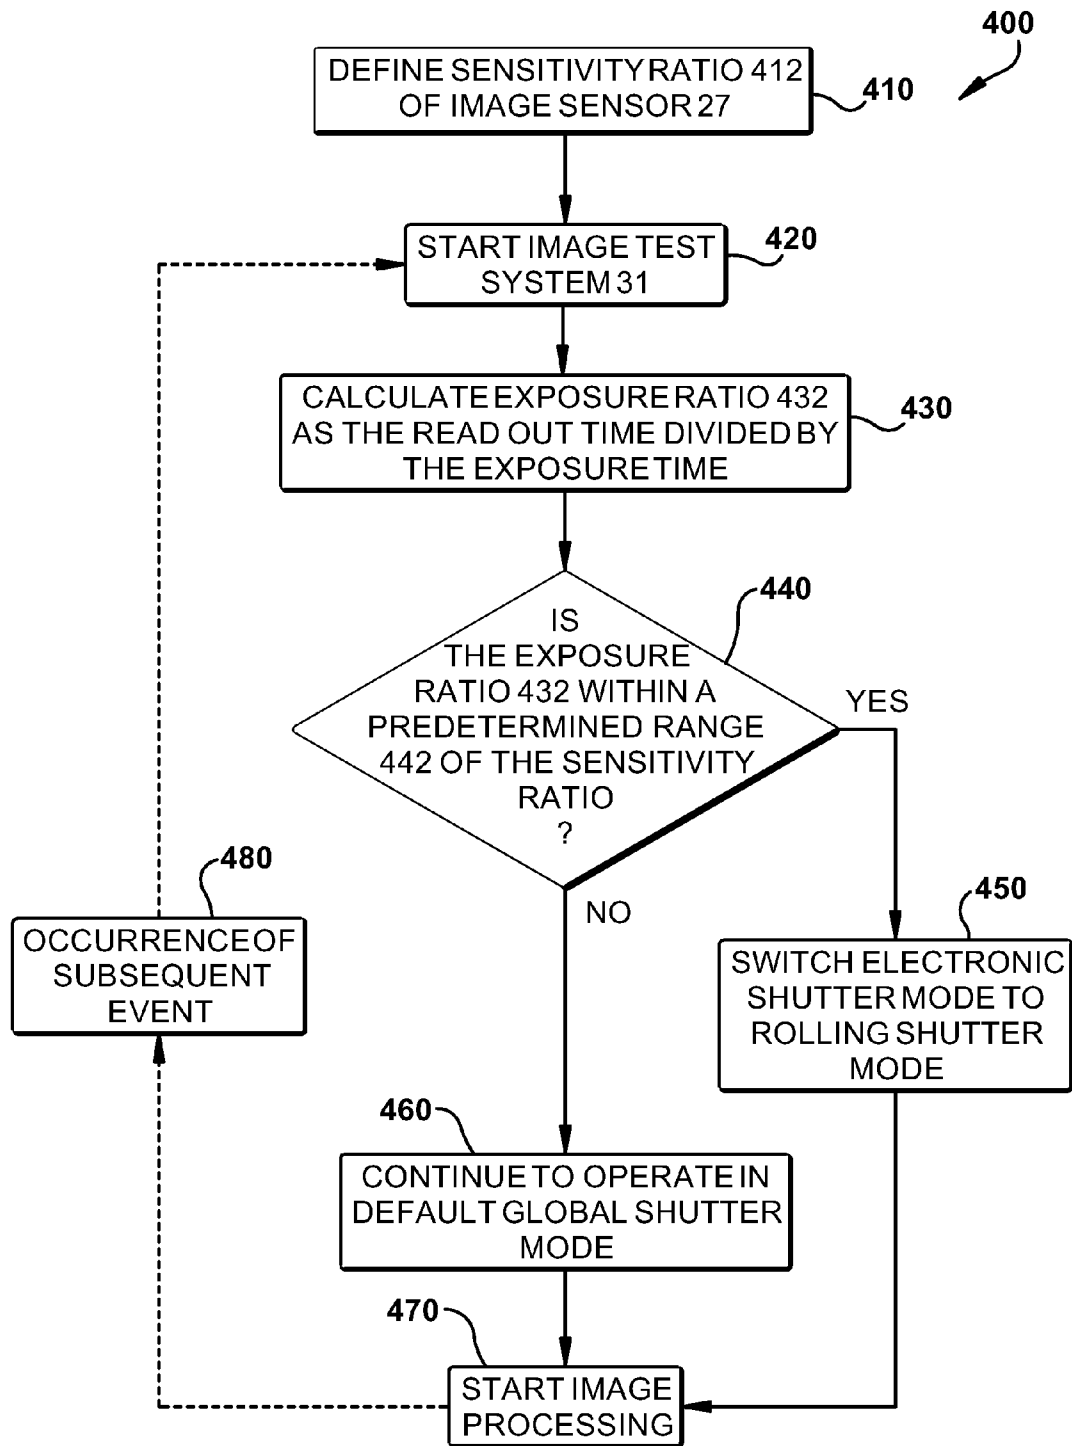 400
DEFINE SENSITIVITY RATIO 412
OF IMAGE SENSOR 27
410
START IMAGE TEST
SYSTEM 31
420
CALCULATE EXPOSURE RATIO 432
AS THE READ OUT TIME DIVIDED BY
THE EXPOSURE TIME
430
IS
THE EXPOSURE
RATIO 432 WITHIN A
PREDETERMINED RANGE
442 OF THE SENSITIVITY
RATIO
?
440
YES
NO
480
OCCURRENCE OF
SUBSEQUENT
EVENT
450
SWITCH ELECTRONIC
SHUTTER MODE TO
ROLLING SHUTTER
MODE
460
CONTINUE TO OPERATE IN
DEFAULT GLOBAL SHUTTER
MODE
470
START IMAGE
PROCESSING